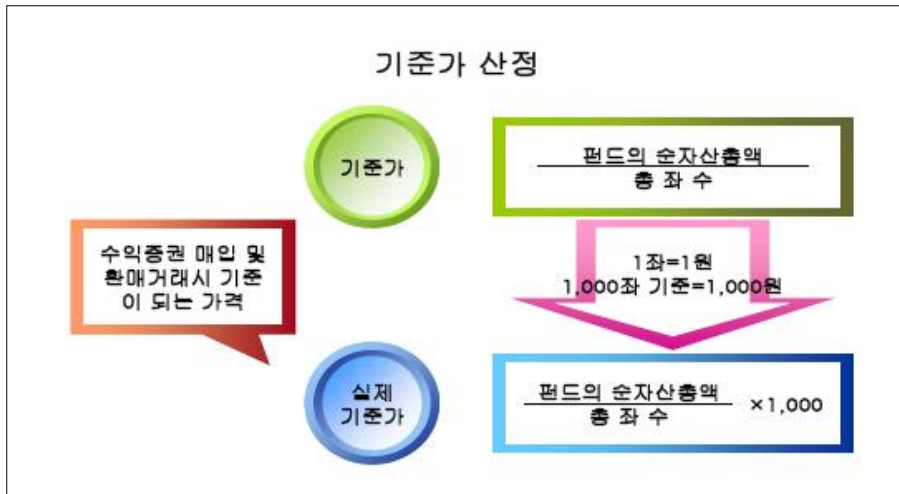 기준가 산정
기준가
펀드의 순자산총액
총 좌 수
수익증권 매입 및
환매거래시 기준
이 되는 가격
1좌=1원
1,000좌 기준=1,000원
실제
기준가
펀드의 순자산총액
총 좌 수
×1,000